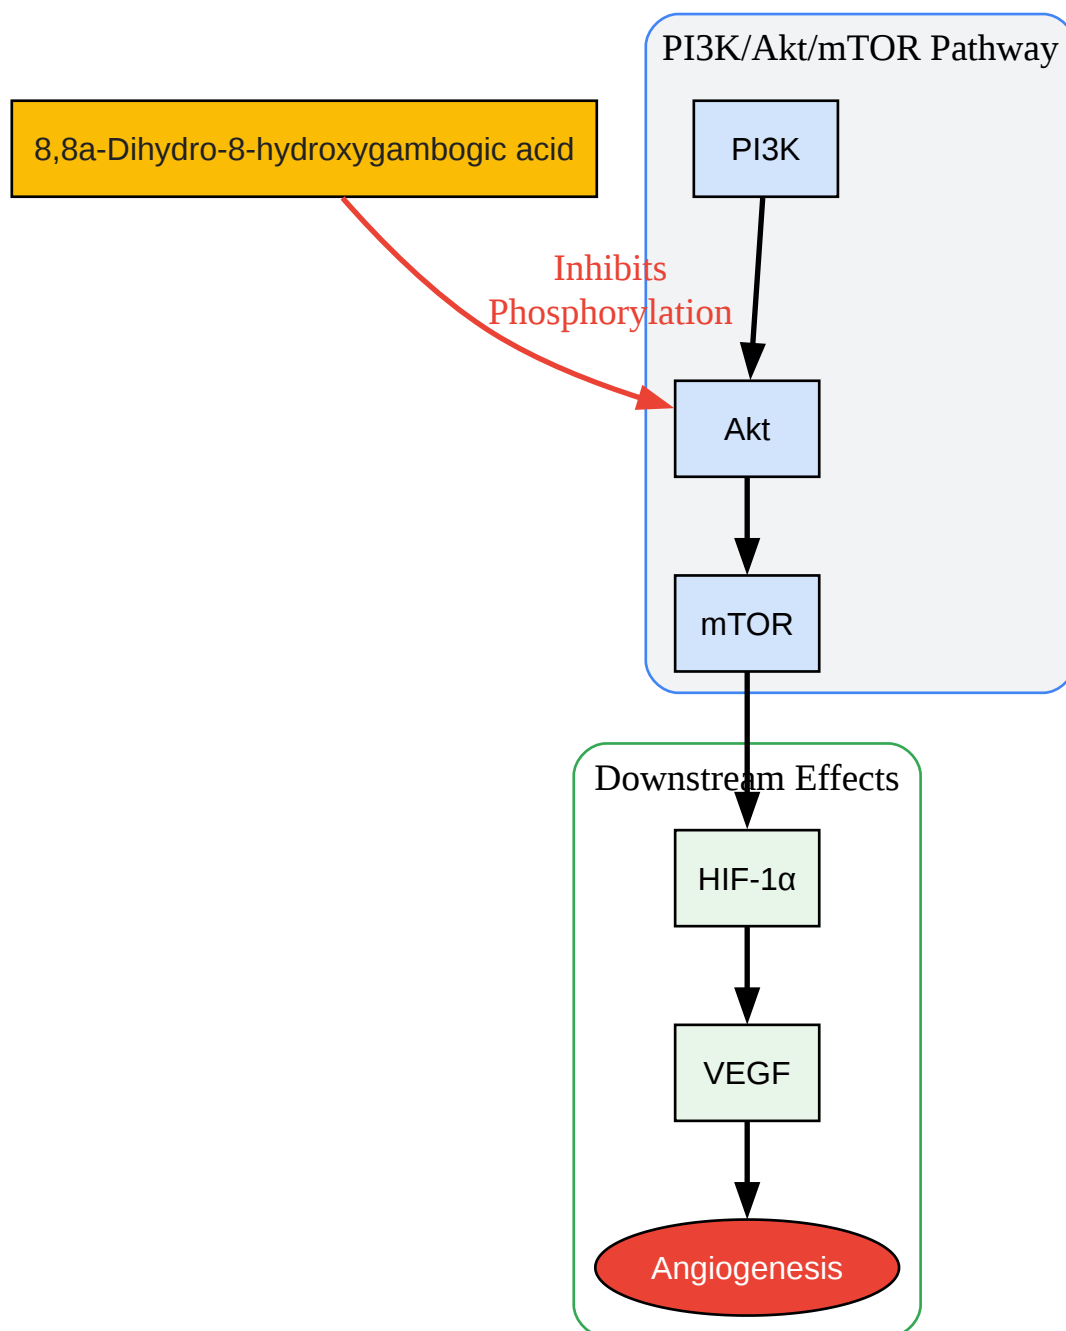 PI3K/Akt/mTOR Pathway
8,8a-Dihydro-8-hydroxygambogic acid
PI3K
Inhibits
Phosphorylation
Akt
mTOR
Downstream Effects
HIF-1α
VEGF
Angiogenesis